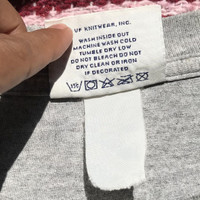 VF KNITWEAR, INC.
WASH INSIDE OUT
MACHINE WASH COLD
TUMBLE DRY LOW
DO NOT BLEACH DO NOT
DRY CLEAN OR IRON
IF DECORATED.